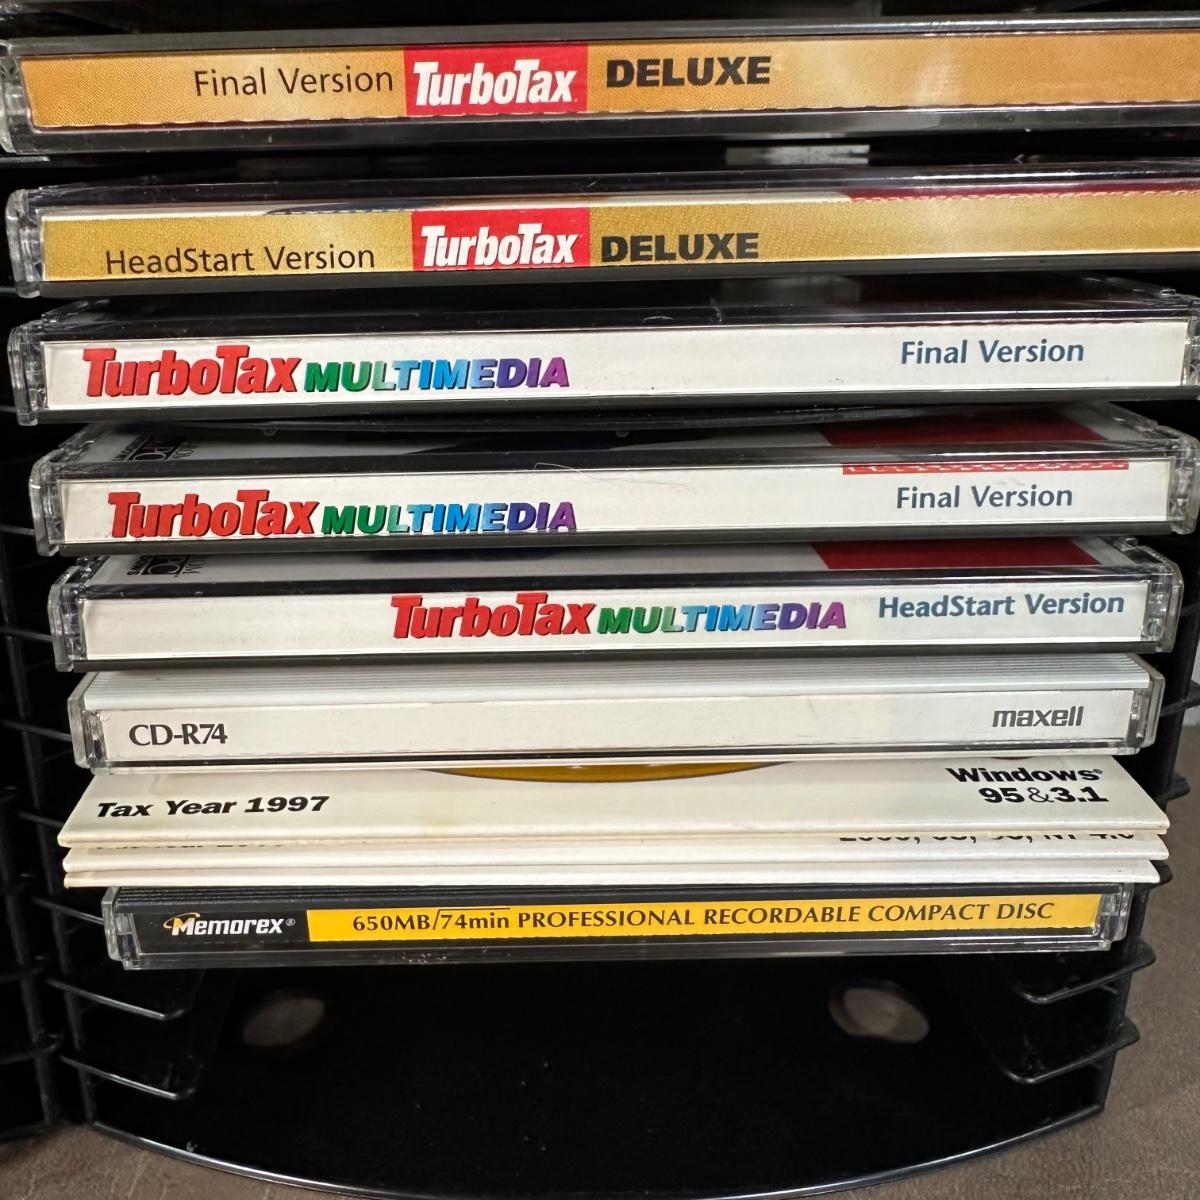 Final Version TurboTax DELUXE
HeadStart Version TurboTax DELUXE
TurboTax MULTIMEDIA Final Version
TurboTax MULTIMEDIA Final Version
TurboTax MULTIMEDIA HeadStart Version
CD-R74 maxell
Tax Year 1997
Windows®
95 & 3.1
Memorex® 650MB/74min PROFESSIONAL RECORDABLE COMPACT DISC